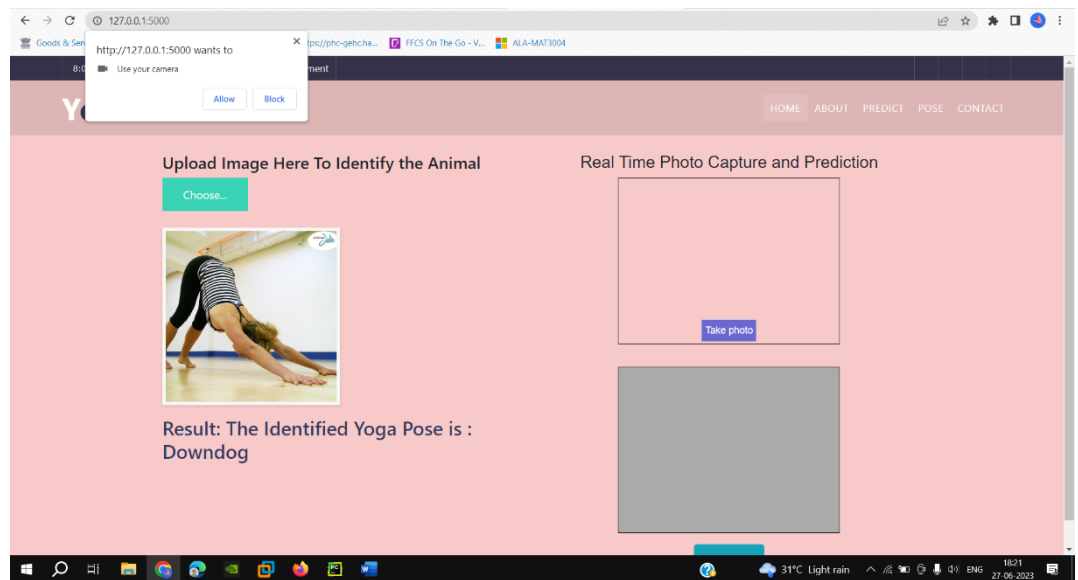 127.0.0.1:5000
Goods & Ser
http://127.0.0.1:5000 wants to
Use your camera
Allow Block
tps://phc-gehc.ha... FFCS On The Go - V... ALA-MAT3004
8:0
ment
Y
HOME ABOUT PREDICT POSE CONTACT
Upload Image Here To Identify the Animal
Choose...
Result: The Identified Yoga Pose is :
Downdog
Real Time Photo Capture and Prediction
Take photo
31°C Light rain ENG 18:21
27-06-2023